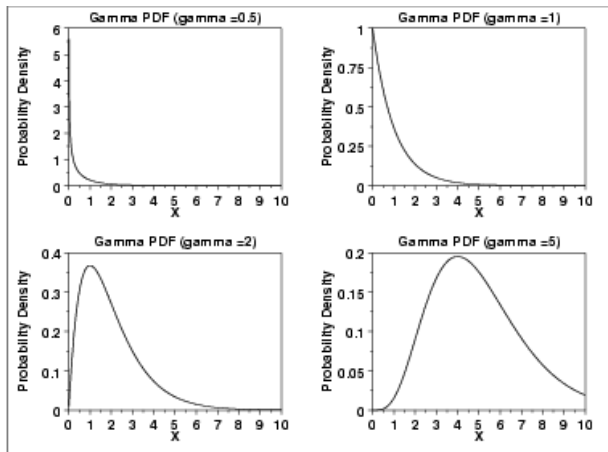 Gamma PDF (gamma =0.5)
6
5
4
3
2
1
0
Probability Density
0 1 2 3 4 5 6 7 8 9 10
X
Gamma PDF (gamma =1)
1
0.75
0.5
0.25
0
Probability Density
0 1 2 3 4 5 6 7 8 9 10
X
Gamma PDF (gamma =2)
0.4
0.3
0.2
0.1
0
Probability Density
0 1 2 3 4 5 6 7 8 9 10
X
Gamma PDF (gamma =5)
0.2
0.15
0.1
0.05
0
Probability Density
0 1 2 3 4 5 6 7 8 9 10
X